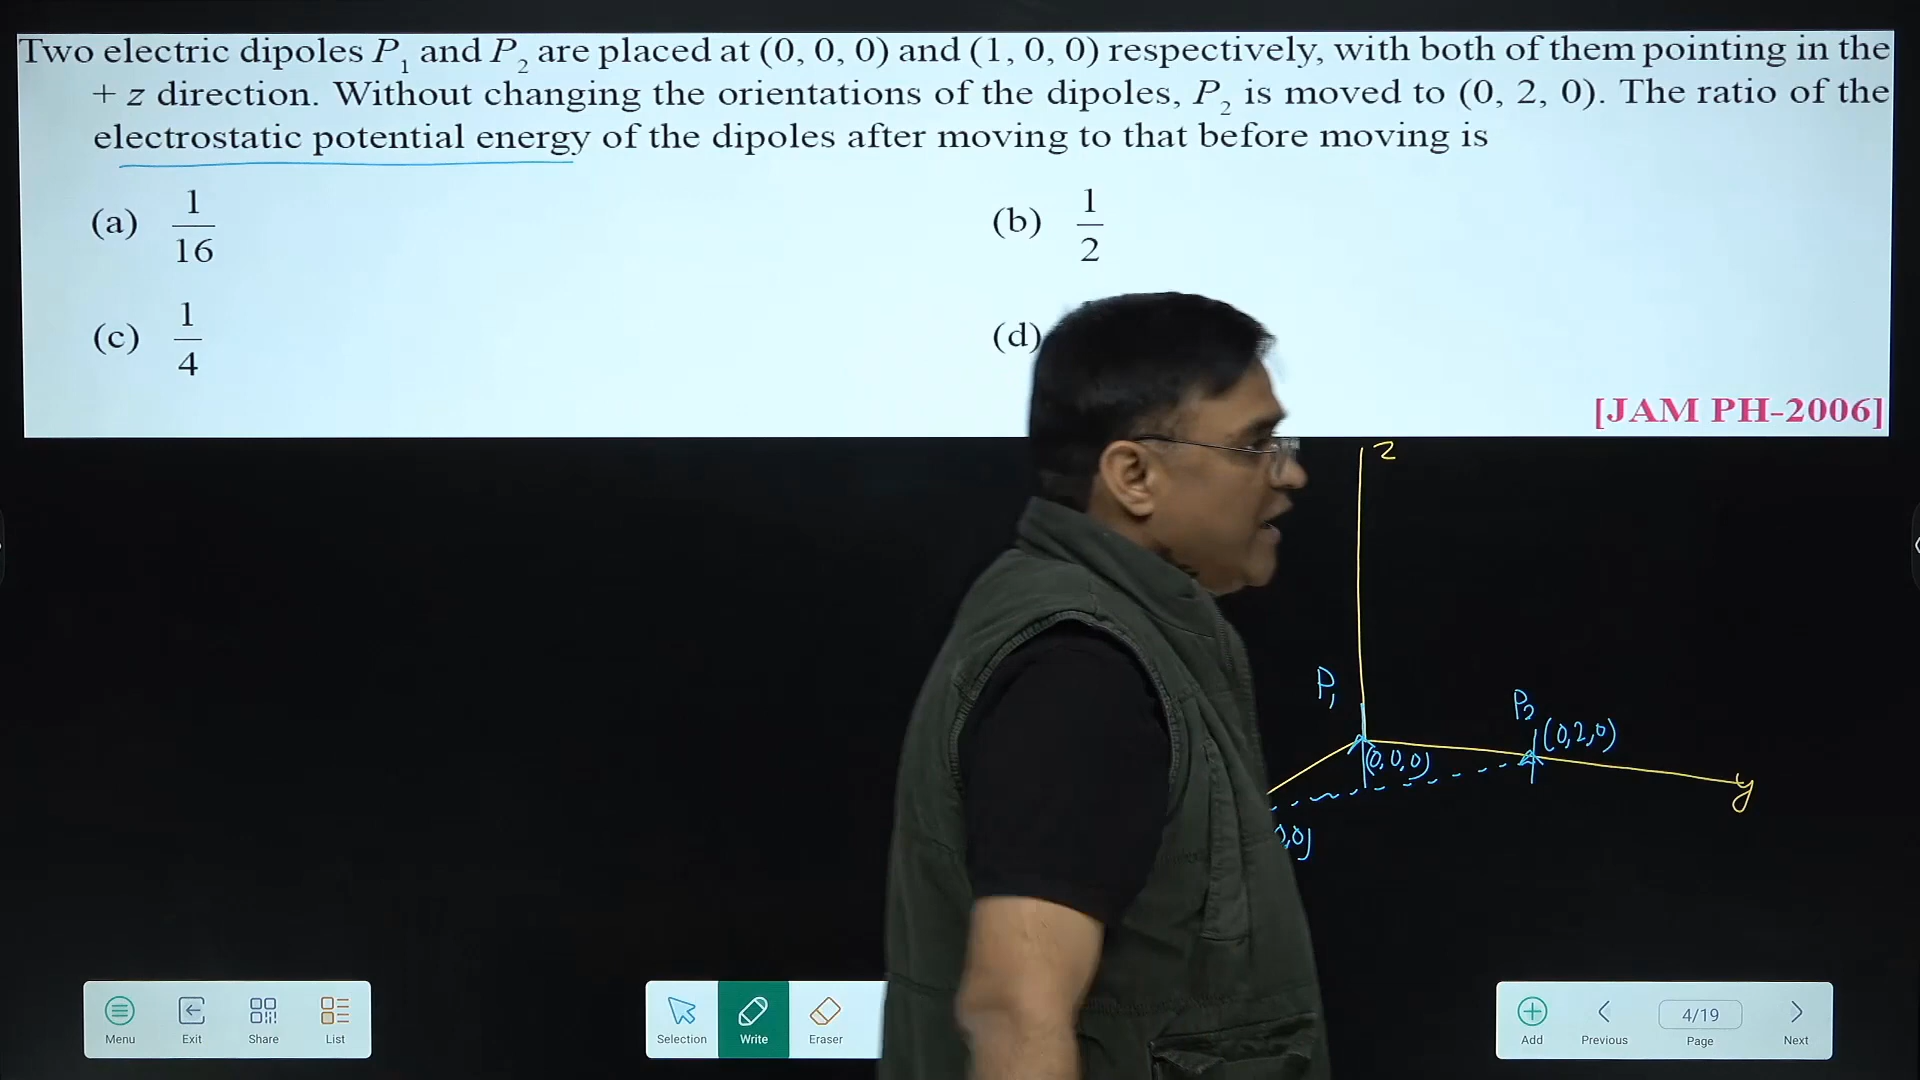 Two electric dipoles P₁ and P₂ are placed at (0, 0, 0) and (1, 0, 0) respectively, with both of them pointing in the
+ z direction. Without changing the orientations of the dipoles, P₂ is moved to (0, 2, 0). The ratio of the
electrostatic potential energy of the dipoles after moving to that before moving is
(a) 1/16
(b) 1/2
(c) 1/4
(d)
[JAM PH-2006]
z
P₁
P₂
(0,2,0)
(0,0,0)
y
,0)
Menu
Exit
Share
List
Selection
Write
Eraser
Add
Previous
4/19
Page
Next